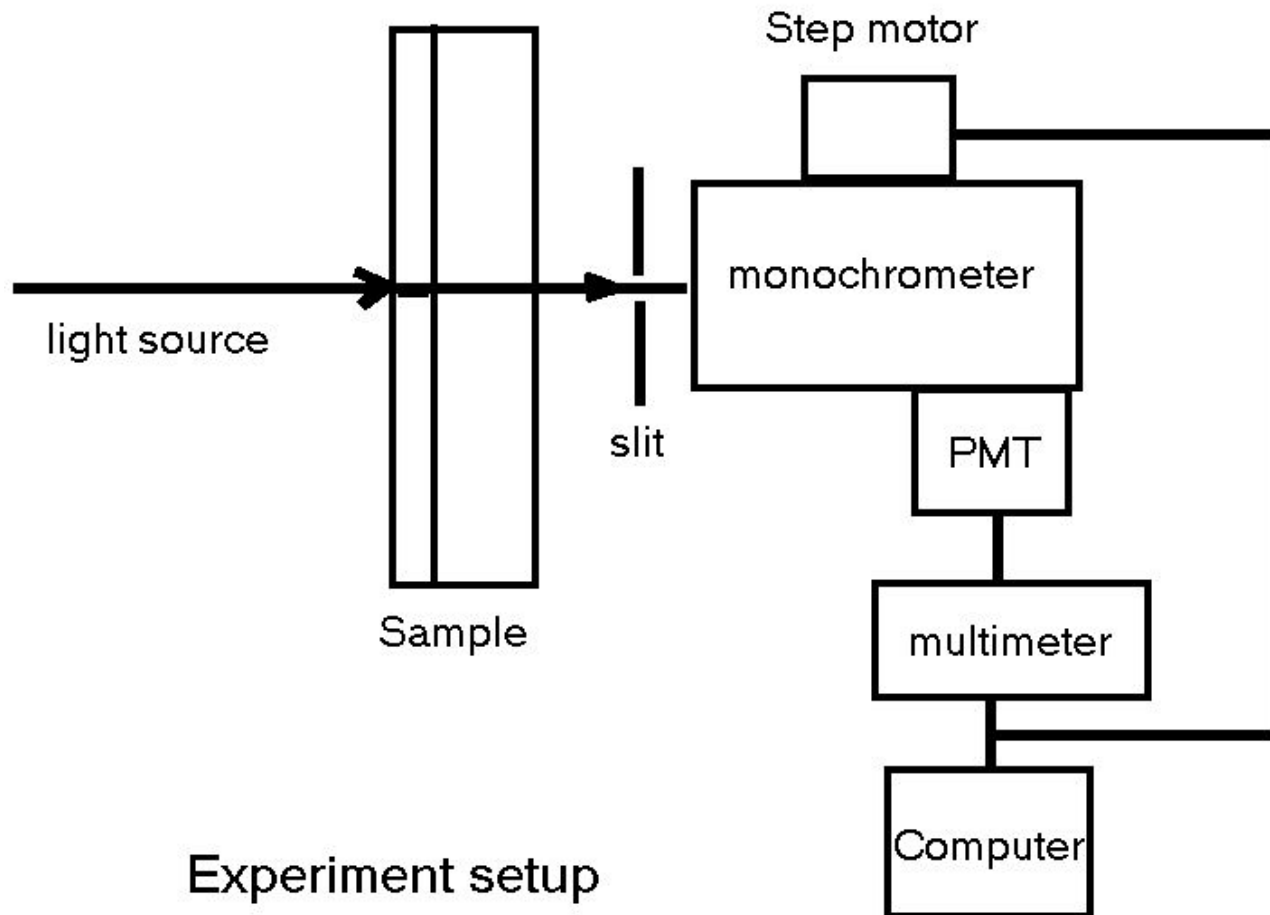 Step motor
monochrometer
light source
slit
PMT
Sample
multimeter
Computer
Experiment setup